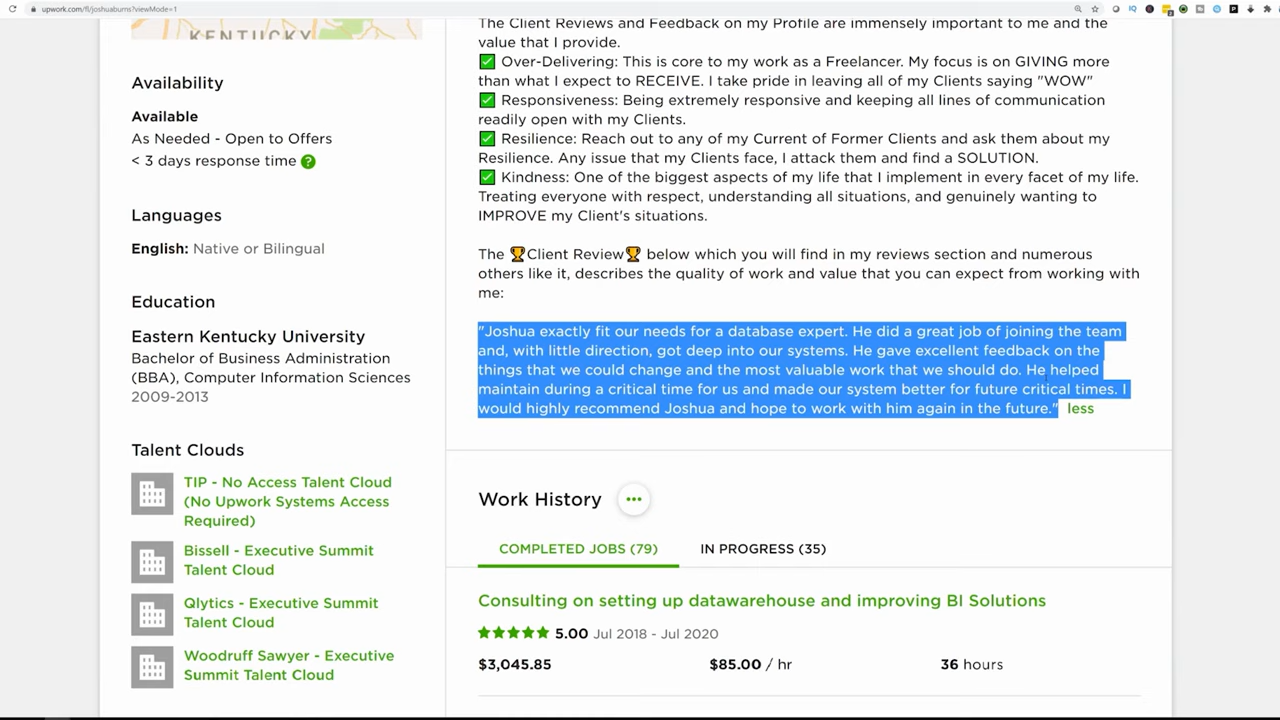 upwork.com/fl/joshuaburns?viewMode=1
KENTUCKY
Availability
Available
As Needed - Open to Offers
< 3 days response time ?
Languages
English: Native or Bilingual
Education
Eastern Kentucky University
Bachelor of Business Administration
(BBA), Computer Information Sciences
2009-2013
Talent Clouds
TIP - No Access Talent Cloud
(No Upwork Systems Access
Required)
Bissell - Executive Summit
Talent Cloud
Qlytics - Executive Summit
Talent Cloud
Woodruff Sawyer - Executive
Summit Talent Cloud
The Client Reviews and Feedback on my Profile are immensely important to me and the
value that I provide.
✅ Over-Delivering: This is core to my work as a Freelancer. My focus is on GIVING more
than what I expect to RECEIVE. I take pride in leaving all of my Clients saying "WOW"
✅ Responsiveness: Being extremely responsive and keeping all lines of communication
readily open with my Clients.
✅ Resilience: Reach out to any of my Current of Former Clients and ask them about my
Resilience. Any issue that my Clients face, I attack them and find a SOLUTION.
✅ Kindness: One of the biggest aspects of my life that I implement in every facet of my life.
Treating everyone with respect, understanding all situations, and genuinely wanting to
IMPROVE my Client's situations.
The 🏆Client Review🏆 below which you will find in my reviews section and numerous
others like it, describes the quality of work and value that you can expect from working with
me:
"Joshua exactly fit our needs for a database expert. He did a great job of joining the team
and, with little direction, got deep into our systems. He gave excellent feedback on the
things that we could change and the most valuable work that we should do. He helped
maintain during a critical time for us and made our system better for future critical times. I
would highly recommend Joshua and hope to work with him again in the future." less
Work History
COMPLETED JOBS (79) IN PROGRESS (35)
Consulting on setting up datawarehouse and improving BI Solutions
5.00 Jul 2018 - Jul 2020
$3,045.85 $85.00 / hr 36 hours